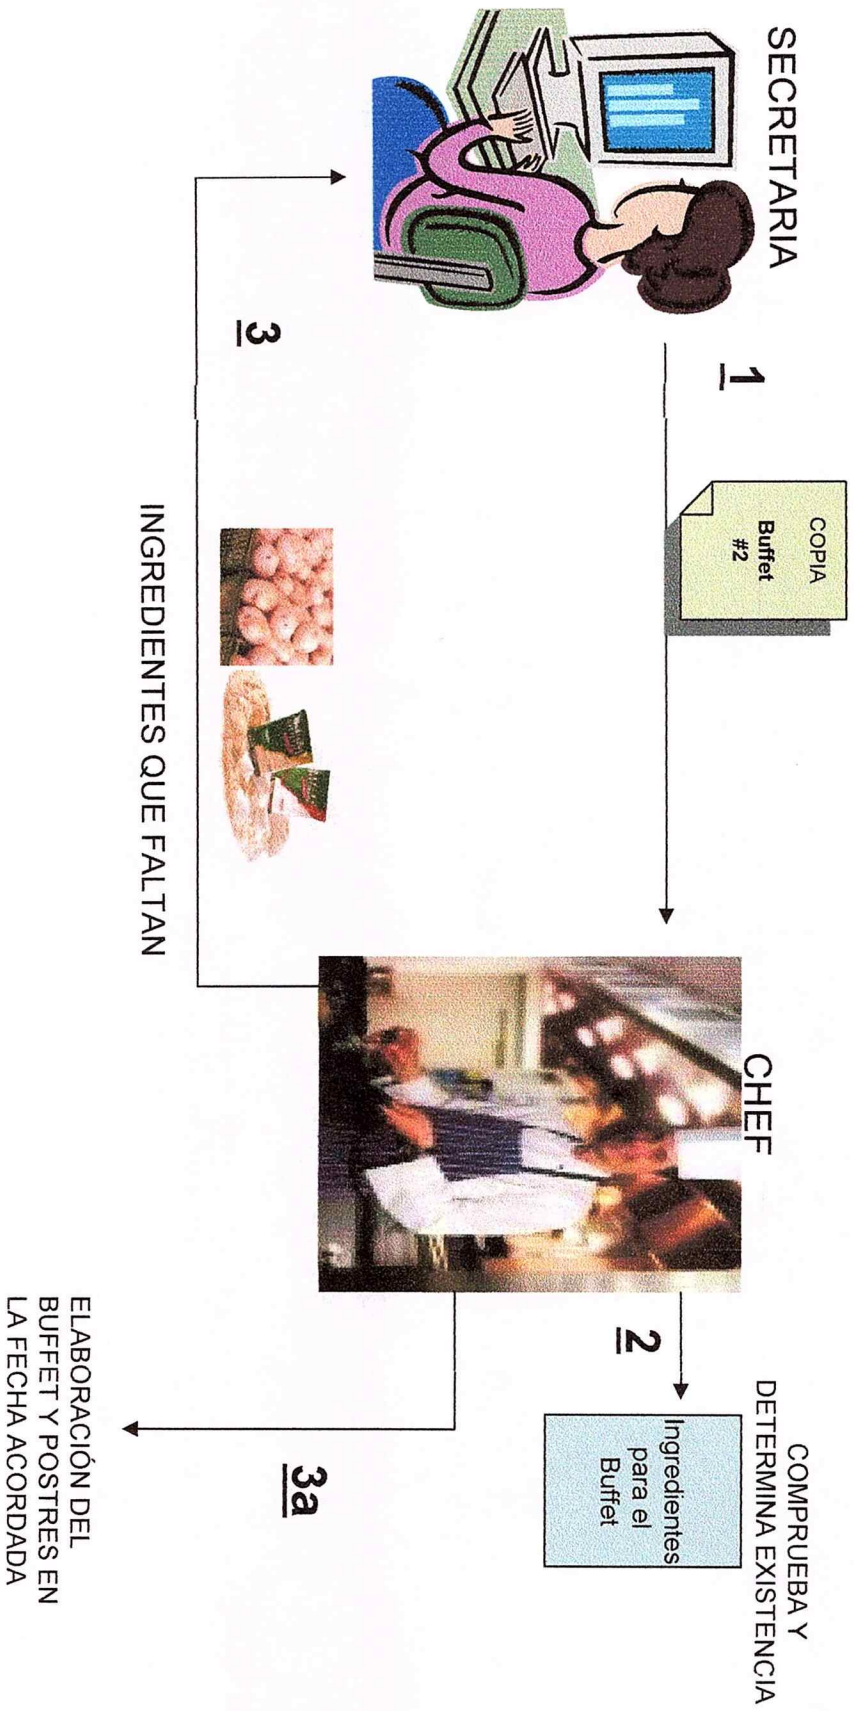 SECRETARIA
1
COPIA
Buffet
#2
CHEF
2
COMPRUEBA Y
DETERMINA EXISTENCIA
Ingredientes
para el
Buffet
3
INGREDIENTES QUE FALTAN
3a
ELABORACIÓN DEL
BUFFET Y POSTRES EN
LA FECHA ACORDADA